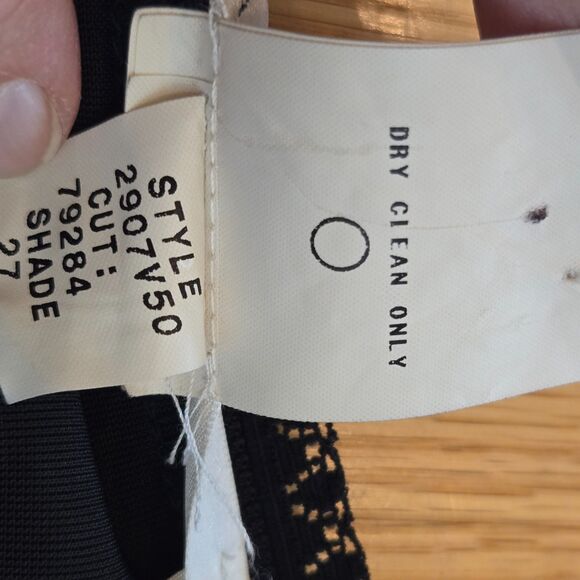 STYLE
2907V50
CUT:
79284
SHADE
27
DRY CLEAN ONLY